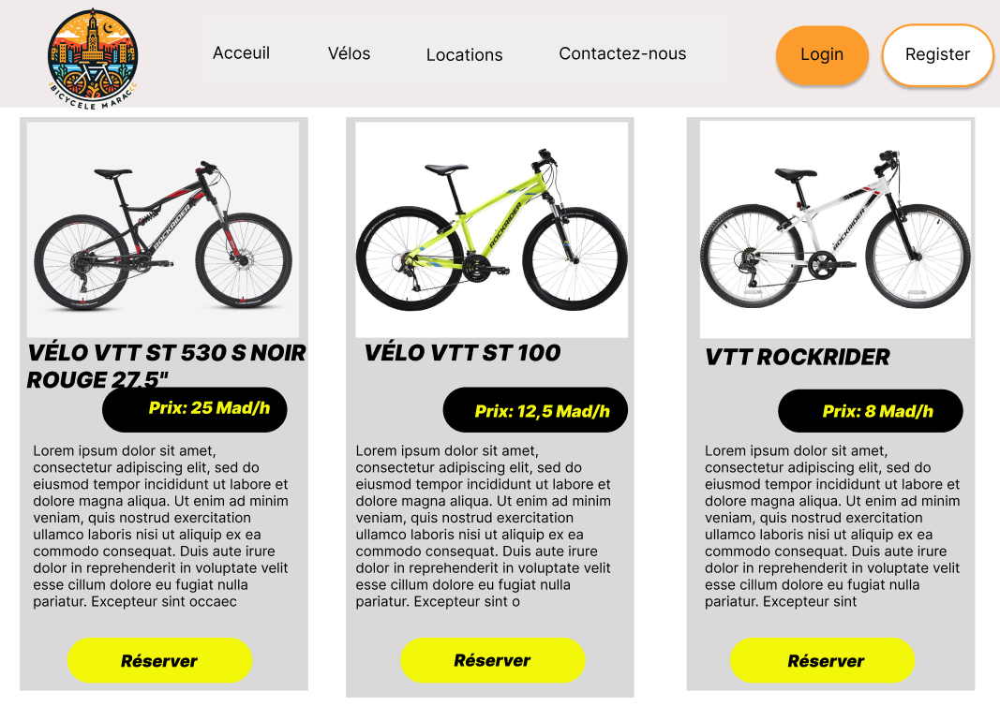 Acceuil
Vélos
Locations
Contactez-nous
Login
Register
BICYCELE MARAC
ROCKRIDER
ROCKRIDER
ROCKRIDER
VÉLO VTT ST 530 S NOIR
ROUGE 27,5"
Prix: 25 Mad/h
Lorem ipsum dolor sit amet,
consectetur adipiscing elit, sed do
eiusmod tempor incididunt ut labore et
dolore magna aliqua. Ut enim ad minim
veniam, quis nostrud exercitation
ullamco laboris nisi ut aliquip ex ea
commodo consequat. Duis aute irure
dolor in reprehenderit in voluptate velit
esse cillum dolore eu fugiat nulla
pariatur. Excepteur sint occaec
Réserver
VÉLO VTT ST 100
Prix: 12,5 Mad/h
Lorem ipsum dolor sit amet,
consectetur adipiscing elit, sed do
eiusmod tempor incididunt ut labore et
dolore magna aliqua. Ut enim ad minim
veniam, quis nostrud exercitation
ullamco laboris nisi ut aliquip ex ea
commodo consequat. Duis aute irure
dolor in reprehenderit in voluptate velit
esse cillum dolore eu fugiat nulla
pariatur. Excepteur sint o
Réserver
VTT ROCKRIDER
Prix: 8 Mad/h
Lorem ipsum dolor sit amet,
consectetur adipiscing elit, sed do
eiusmod tempor incididunt ut labore et
dolore magna aliqua. Ut enim ad minim
veniam, quis nostrud exercitation
ullamco laboris nisi ut aliquip ex ea
commodo consequat. Duis aute irure
dolor in reprehenderit in voluptate velit
esse cillum dolore eu fugiat nulla
pariatur. Excepteur sint
Réserver